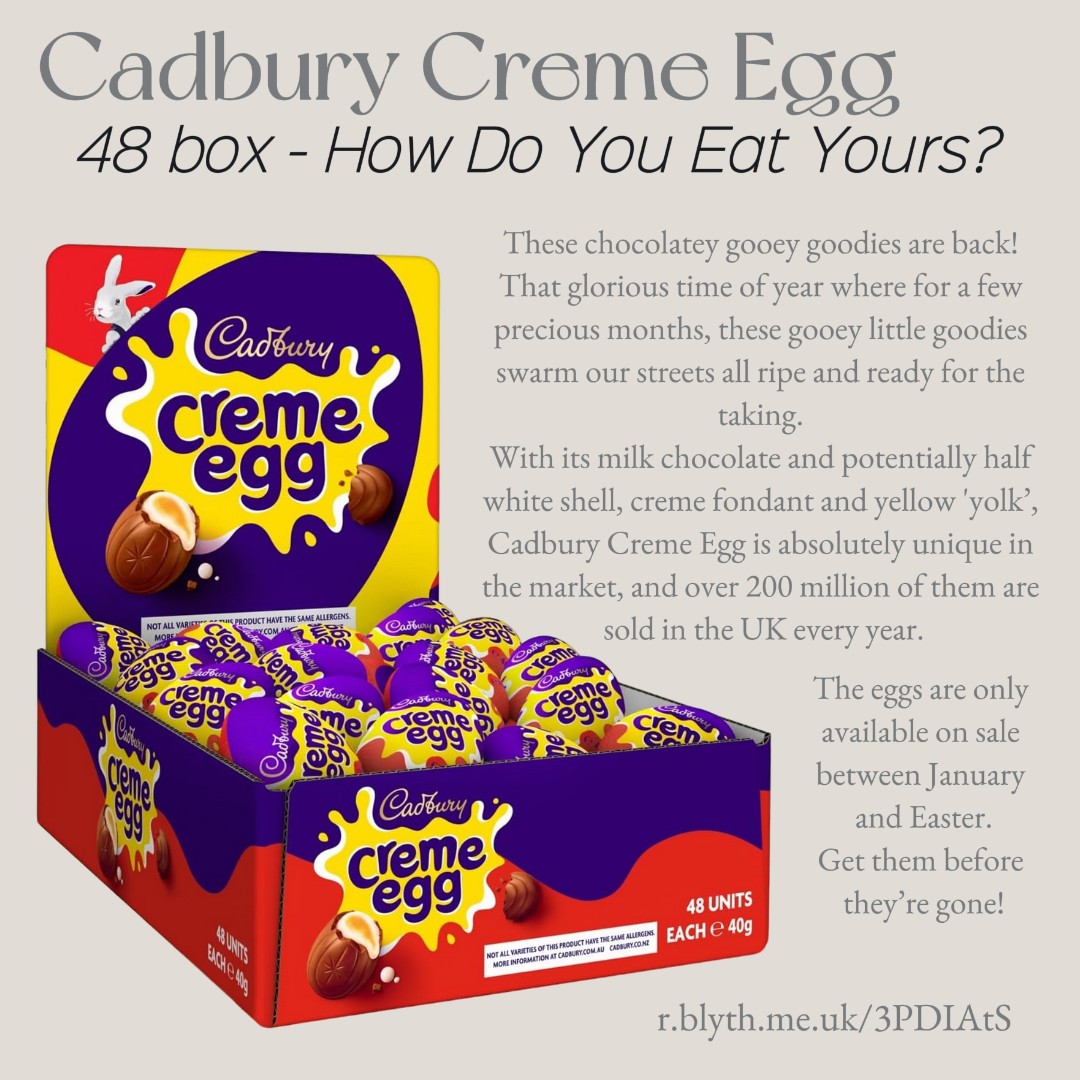 Cadbury Creme Egg
48 box - How Do You Eat Yours?
These chocolatey gooey goodies are back!
That glorious time of year where for a few
precious months, these gooey little goodies
swarm our streets all ripe and ready for the
taking.
With its milk chocolate and potentially half
white shell, creme fondant and yellow 'yolk’,
Cadbury Creme Egg is absolutely unique in
the market, and over 200 million of them are
sold in the UK every year.
The eggs are only
available on sale
between January
and Easter.
Get them before
they’re gone!
r.blyth.me.uk/3PDIAtS
Cadbury
creme
egg
NOT ALL VARIETIES OF THIS PRODUCT HAVE THE SAME ALLERGENS.
Cadbury
creme
egg
Cadbury
creme
egg
Cadbury
creme
egg
48 UNITS
EACH ℮ 40g
Cadbury
creme
egg
48 UNITS
EACH ℮ 40g
NOT ALL VARIETIES OF THIS PRODUCT HAVE THE SAME ALLERGENS.
MORE INFORMATION AT CADBURY.COM.AU CADBURY.CO.NZ